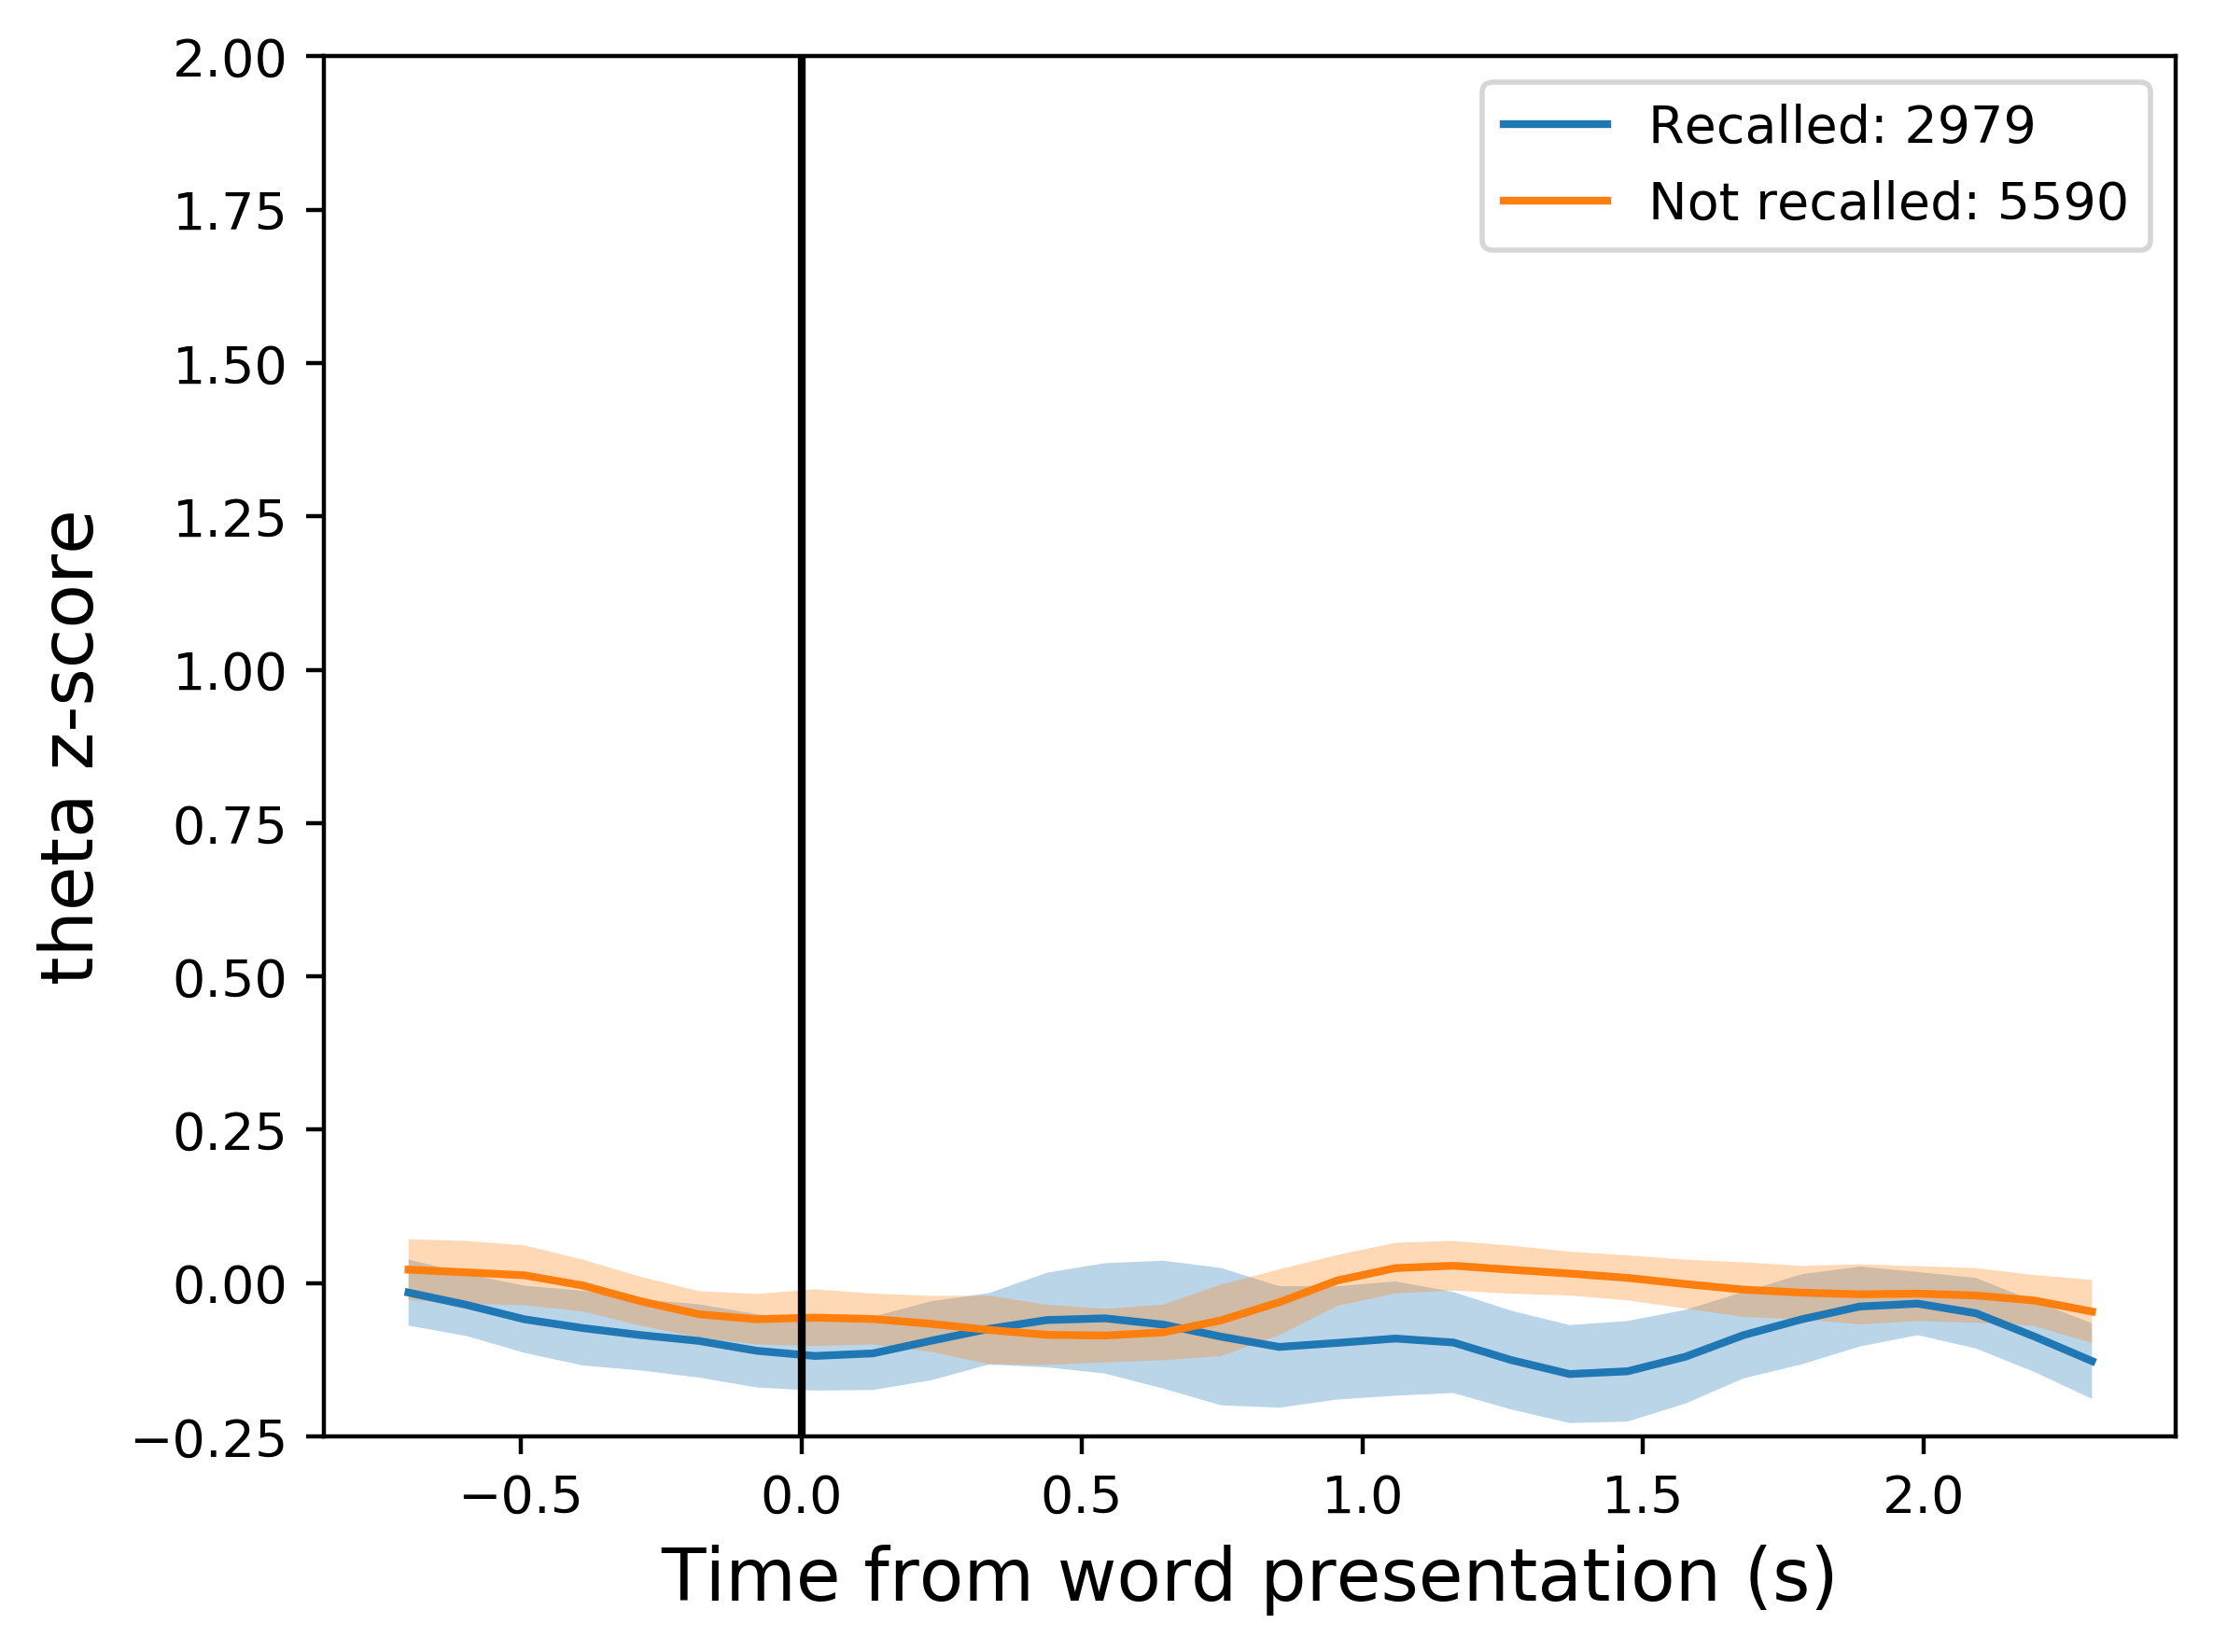 2.00
1.75
1.50
1.25
1.00
0.75
0.50
0.25
0.00
−0.25
theta z-score
Recalled: 2979
Not recalled: 5590
−0.5 0.0 0.5 1.0 1.5 2.0
Time from word presentation (s)